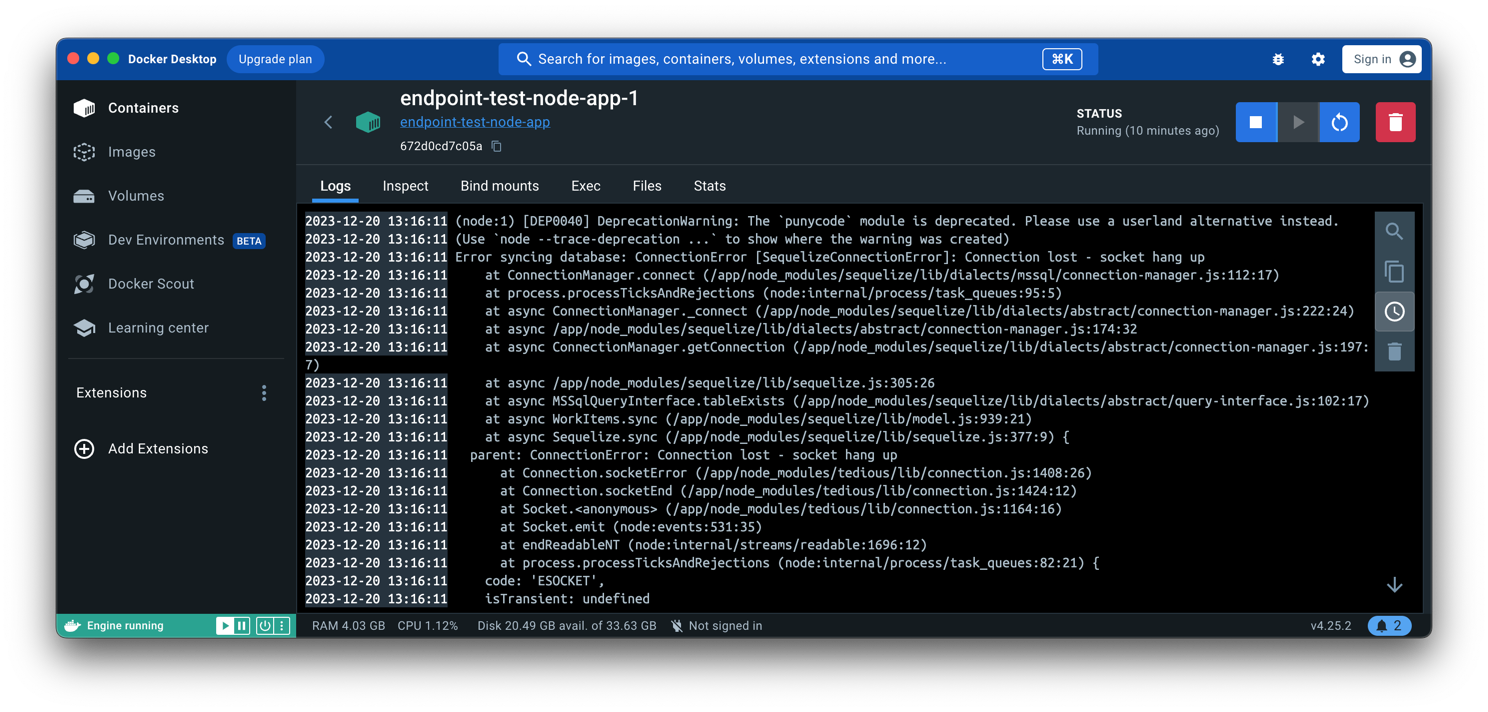 Docker Desktop
Upgrade plan
Search for images, containers, volumes, extensions and more...
⌘K
Sign in
Containers
Images
Volumes
Dev Environments BETA
Docker Scout
Learning center
Extensions
Add Extensions
endpoint-test-node-app-1
endpoint-test-node-app
672d0cd7c05a
STATUS
Running (10 minutes ago)
Logs Inspect Bind mounts Exec Files Stats
2023-12-20 13:16:11 (node:1) [DEP0040] DeprecationWarning: The `punycode` module is deprecated. Please use a userland alternative instead.
2023-12-20 13:16:11 (Use `node --trace-deprecation ...` to show where the warning was created)
2023-12-20 13:16:11 Error syncing database: ConnectionError [SequelizeConnectionError]: Connection lost - socket hang up
2023-12-20 13:16:11     at ConnectionManager.connect (/app/node_modules/sequelize/lib/dialects/mssql/connection-manager.js:112:17)
2023-12-20 13:16:11     at process.processTicksAndRejections (node:internal/process/task_queues:95:5)
2023-12-20 13:16:11     at async ConnectionManager._connect (/app/node_modules/sequelize/lib/dialects/abstract/connection-manager.js:222:24)
2023-12-20 13:16:11     at async /app/node_modules/sequelize/lib/dialects/abstract/connection-manager.js:174:32
2023-12-20 13:16:11     at async ConnectionManager.getConnection (/app/node_modules/sequelize/lib/dialects/abstract/connection-manager.js:197:
7)
2023-12-20 13:16:11     at async /app/node_modules/sequelize/lib/sequelize.js:305:26
2023-12-20 13:16:11     at async MSSqlQueryInterface.tableExists (/app/node_modules/sequelize/lib/dialects/abstract/query-interface.js:102:17)
2023-12-20 13:16:11     at async WorkItems.sync (/app/node_modules/sequelize/lib/model.js:939:21)
2023-12-20 13:16:11     at async Sequelize.sync (/app/node_modules/sequelize/lib/sequelize.js:377:9) {
2023-12-20 13:16:11   parent: ConnectionError: Connection lost - socket hang up
2023-12-20 13:16:11       at Connection.socketError (/app/node_modules/tedious/lib/connection.js:1408:26)
2023-12-20 13:16:11       at Connection.socketEnd (/app/node_modules/tedious/lib/connection.js:1424:12)
2023-12-20 13:16:11       at Socket.<anonymous> (/app/node_modules/tedious/lib/connection.js:1164:16)
2023-12-20 13:16:11       at Socket.emit (node:events:531:35)
2023-12-20 13:16:11       at endReadableNT (node:internal/streams/readable:1696:12)
2023-12-20 13:16:11       at process.processTicksAndRejections (node:internal/process/task_queues:82:21) {
2023-12-20 13:16:11     code: 'ESOCKET',
2023-12-20 13:16:11     isTransient: undefined
Engine running
RAM 4.03 GB CPU 1.12% Disk 20.49 GB avail. of 33.63 GB Not signed in
v4.25.2
2